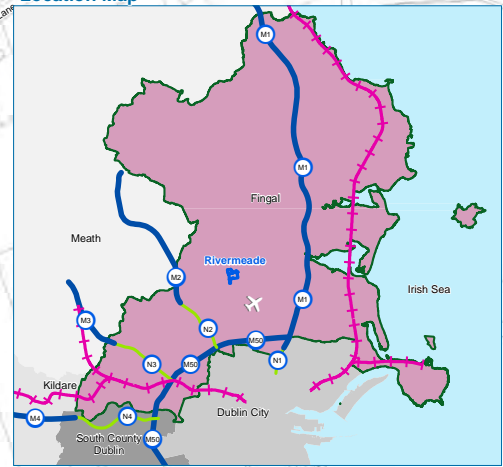 Location Map
Lane
M1
M1
Fingal
Meath
Rivermeade
M2
Irish Sea
M1
M3
N2
M50
N1
N3
M50
Kildare
Dublin City
M4
N4
South County
Dublin
M50